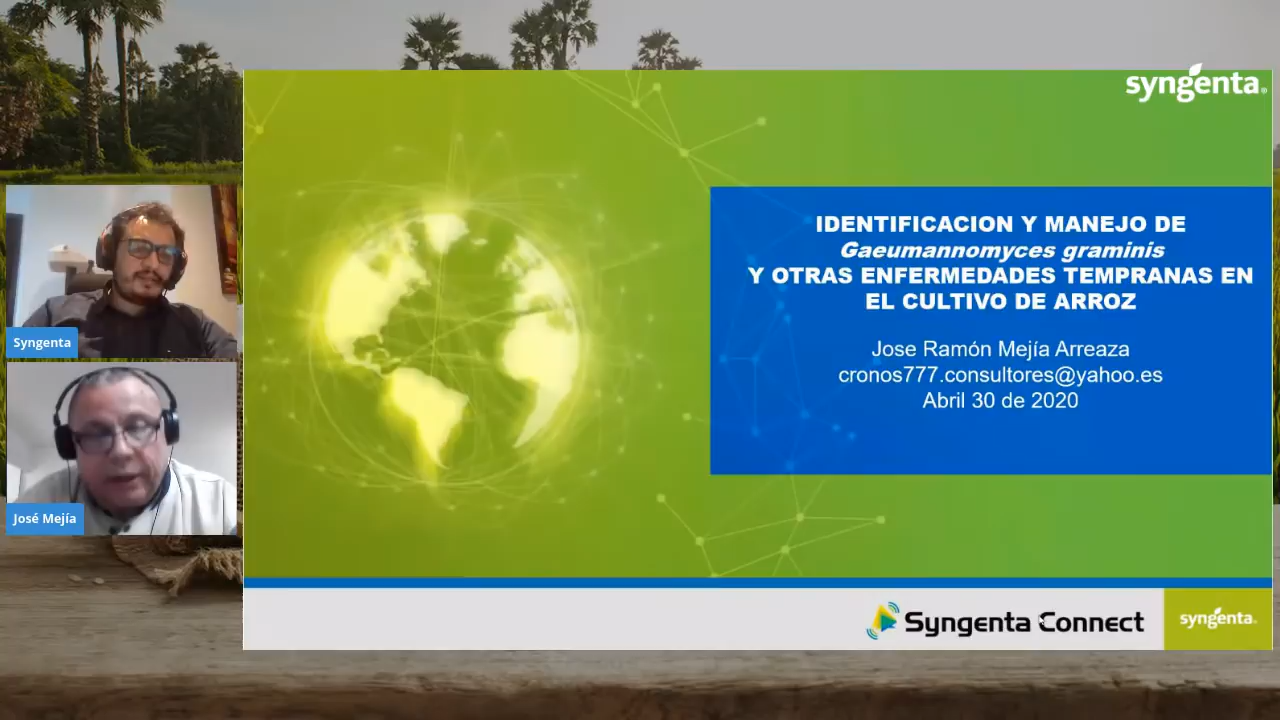 syngenta
IDENTIFICACION Y MANEJO DE
Gaeumannomyces graminis
Y OTRAS ENFERMEDADES TEMPRANAS EN
EL CULTIVO DE ARROZ
Jose Ramón Mejía Arreaza
cronos777.consultores@yahoo.es
Abril 30 de 2020
Syngenta
José Mejía
Syngenta Connect
syngenta